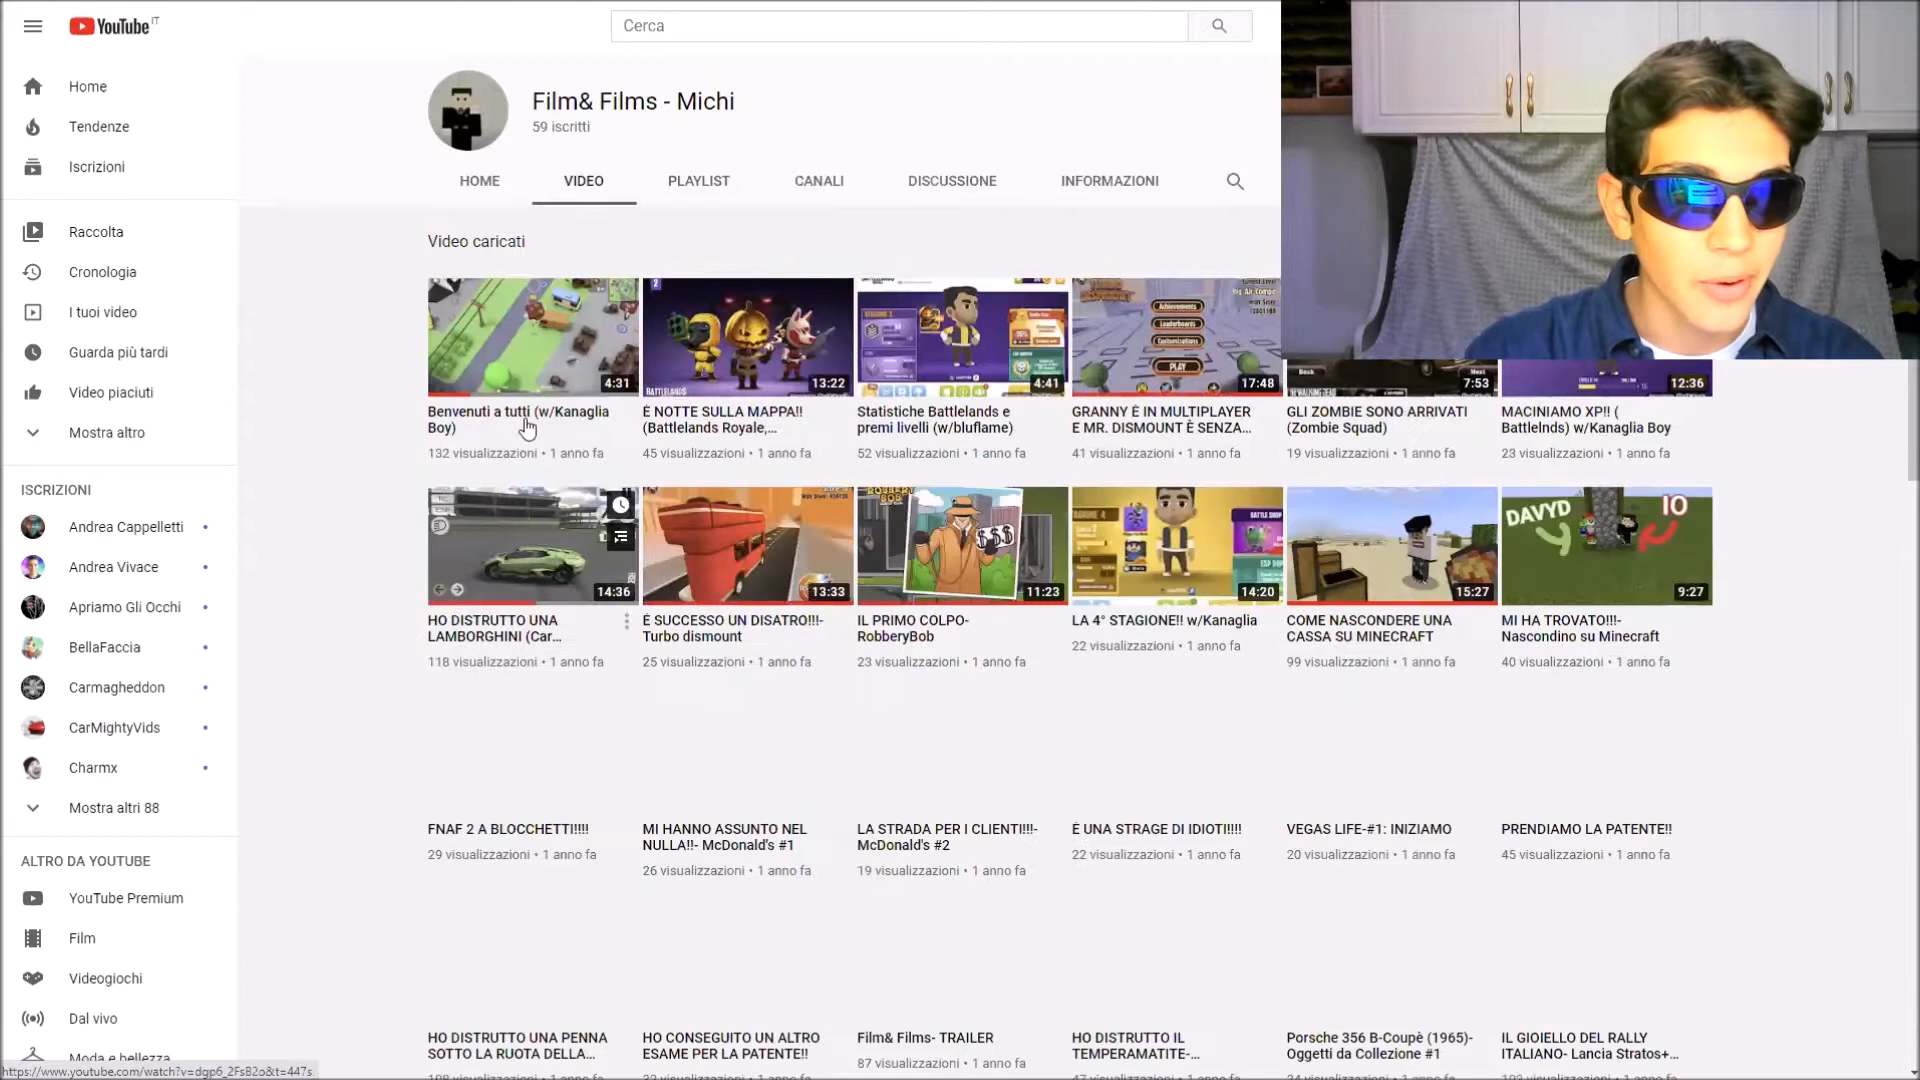 YouTube IT
Cerca
Home
Tendenze
Iscrizioni
Raccolta
Cronologia
I tuoi video
Guarda più tardi
Video piaciuti
Mostra altro
ISCRIZIONI
Andrea Cappelletti
Andrea Vivace
Apriamo Gli Occhi
BellaFaccia
Carmagheddon
CarMightyVids
Charmx
Mostra altri 88
ALTRO DA YOUTUBE
YouTube Premium
Film
Videogiochi
Dal vivo
Moda e bellezza
https://www.youtube.com/watch?v=dgp6_2FsB2o&t=447s
Film& Films - Michi
59 iscritti
HOME VIDEO PLAYLIST CANALI DISCUSSIONE INFORMAZIONI
Video caricati
4:31
Benvenuti a tutti (w/Kanaglia
Boy)
132 visualizzazioni • 1 anno fa
2
BATTLELANDS
13:22
È NOTTE SULLA MAPPA!!
(Battlelands Royale,...
45 visualizzazioni • 1 anno fa
4:41
Statistiche Battlelands e
premi livelli (w/bluflame)
52 visualizzazioni • 1 anno fa
Achievements
Leaderboards
Customizations
PLAY
17:48
GRANNY È IN MULTIPLAYER
E MR. DISMOUNT È SENZA...
41 visualizzazioni • 1 anno fa
Back
Next
7:53
GLI ZOMBIE SONO ARRIVATI
(Zombie Squad)
19 visualizzazioni • 1 anno fa
12:36
MACINIAMO XP!! (
Battlelnds) w/Kanaglia Boy
23 visualizzazioni • 1 anno fa
14:36
HO DISTRUTTO UNA
LAMBORGHINI (Car...
118 visualizzazioni • 1 anno fa
13:33
È SUCCESSO UN DISATRO!!!-
Turbo dismount
25 visualizzazioni • 1 anno fa
ROBBERY
BOB
$$$
11:23
IL PRIMO COLPO-
RobberyBob
23 visualizzazioni • 1 anno fa
14:20
LA 4° STAGIONE!! w/Kanaglia
22 visualizzazioni • 1 anno fa
15:27
COME NASCONDERE UNA
CASSA SU MINECRAFT
99 visualizzazioni • 1 anno fa
DAVYD
IO
9:27
MI HA TROVATO!!!-
Nascondino su Minecraft
40 visualizzazioni • 1 anno fa
FNAF 2 A BLOCCHETTI!!!!
29 visualizzazioni • 1 anno fa
MI HANNO ASSUNTO NEL
NULLA!!- McDonald's #1
26 visualizzazioni • 1 anno fa
LA STRADA PER I CLIENTI!!!-
McDonald's #2
19 visualizzazioni • 1 anno fa
È UNA STRAGE DI IDIOTI!!!!
22 visualizzazioni • 1 anno fa
VEGAS LIFE-#1: INIZIAMO
20 visualizzazioni • 1 anno fa
PRENDIAMO LA PATENTE!!
45 visualizzazioni • 1 anno fa
HO DISTRUTTO UNA PENNA
SOTTO LA RUOTA DELLA...
HO CONSEGUITO UN ALTRO
ESAME PER LA PATENTE!!
Film& Films- TRAILER
87 visualizzazioni • 1 anno fa
HO DISTRUTTO IL
TEMPERAMATITE-...
Porsche 356 B-Coupè (1965)-
Oggetti da Collezione #1
IL GIOIELLO DEL RALLY
ITALIANO- Lancia Stratos+...